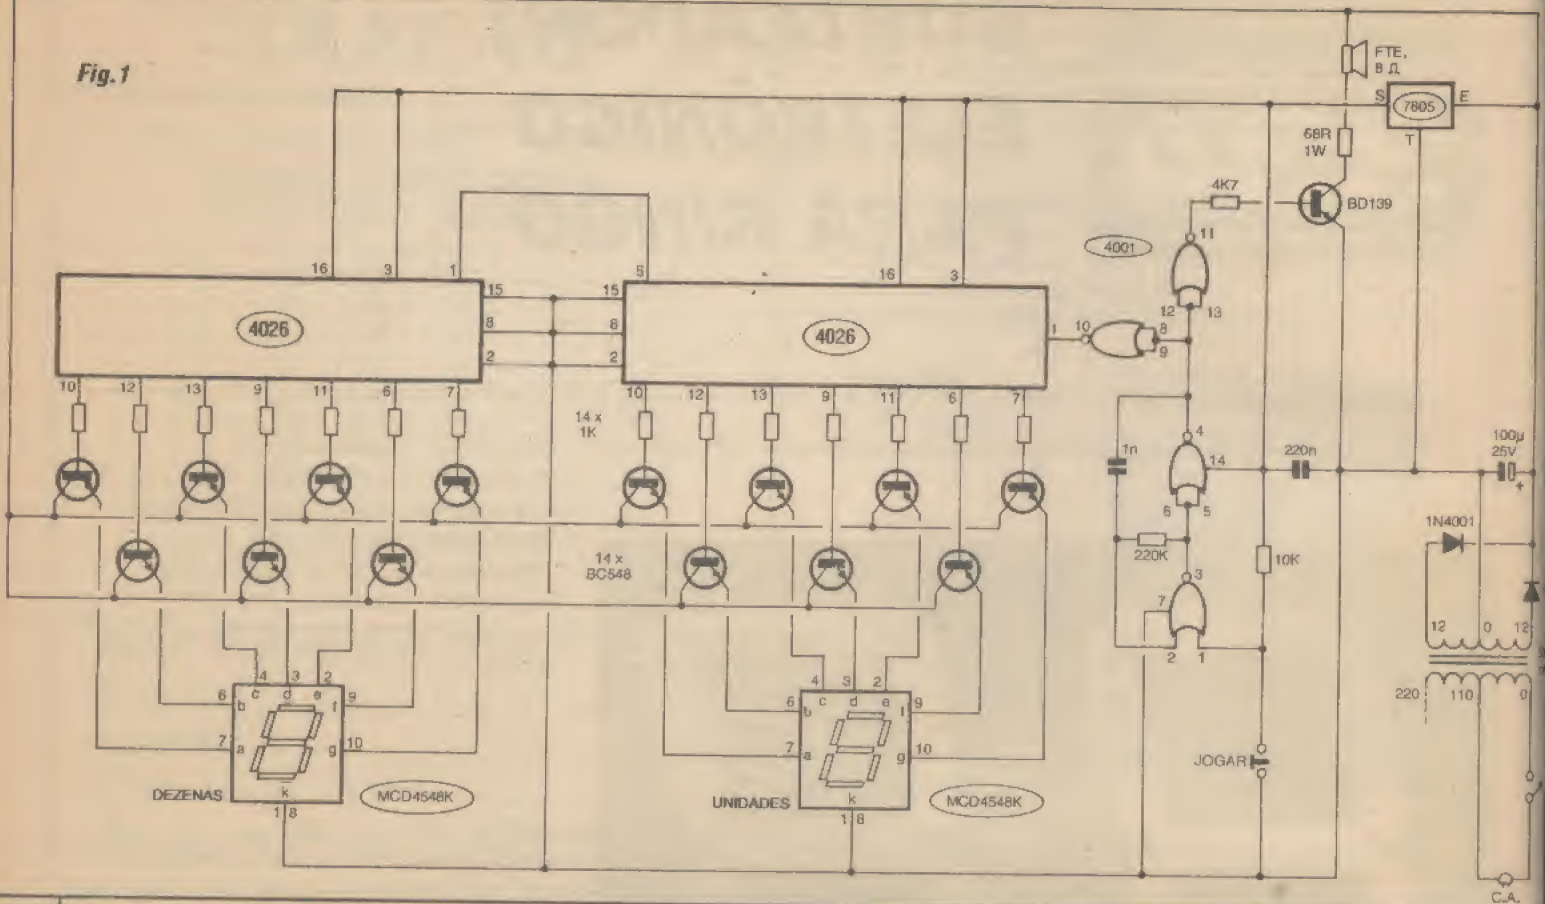 Fig.1
FTE.
8 Ω
S
7805
E
T
68R
1W
4K7
BD139
11
4001
12
13
16
3
1
5
16
3
15
15
8
8
2
2
4026
4026
1
10
8
9
10
12
13
9
11
6
7
10
12
13
9
11
6
7
14 x
1K
14 x
BC548
1n
4
14
6
5
220K
3
7
2
1
220n
10K
100µ
25V
+
1N4001
12
0
12
220
110
0
JOGAR
C.A.
4
3
2
c
d
e
6
b
f
9
7
a
g
10
k
1
8
DEZENAS
MCD4548K
4
3
2
c
d
e
6
b
f
9
7
a
g
10
k
1
8
UNIDADES
MCD4548K